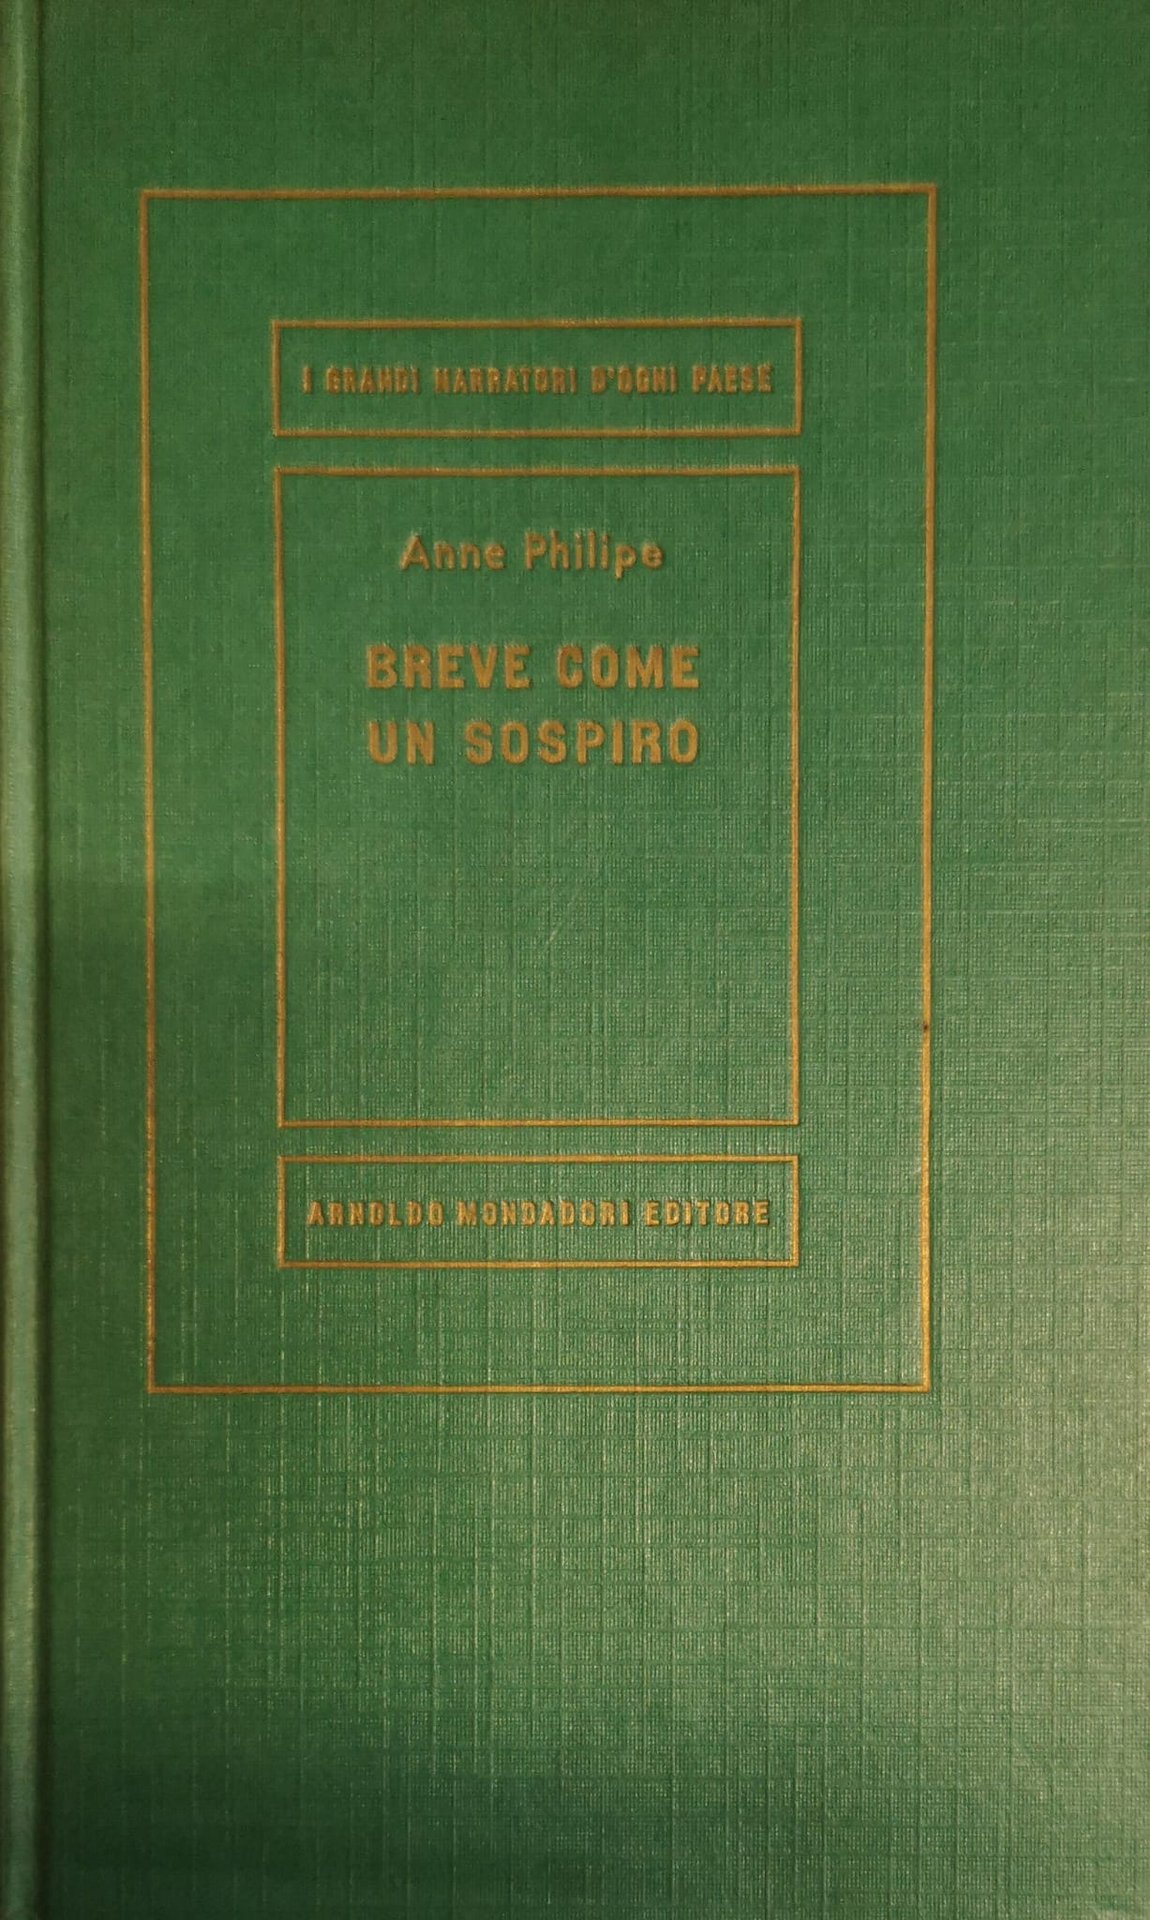 I GRANDI NARRATORI D'OGNI PAESE
Anne Philipe
BREVE COME
UN SOSPIRO
ARNOLDO MONDADORI EDITORE